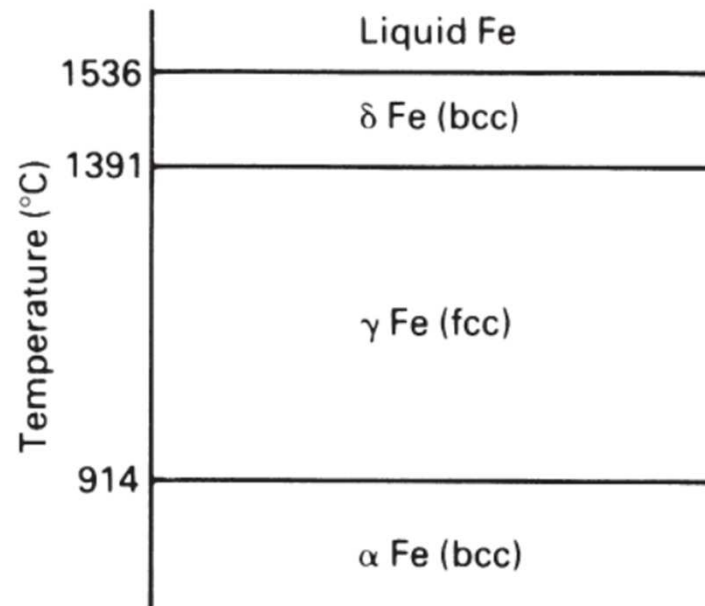 Liquid Fe
1536
δ Fe (bcc)
1391
Temperature (°C)
γ Fe (fcc)
914
α Fe (bcc)